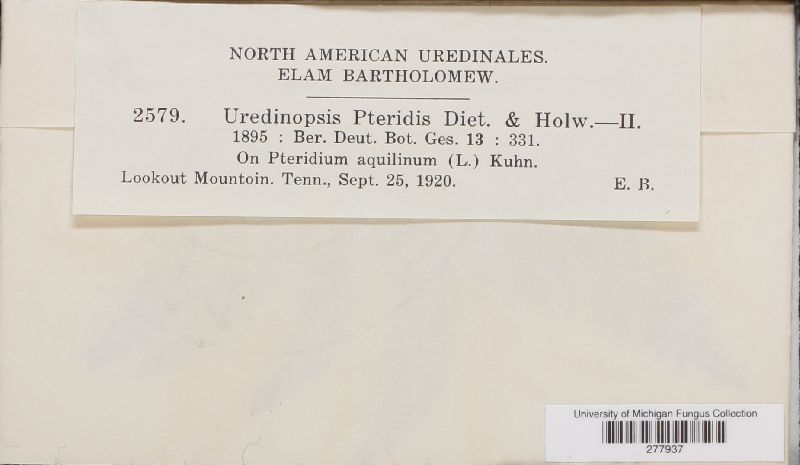 NORTH AMERICAN UREDINALES.
ELAM BARTHOLOMEW.
2579. Uredinopsis Pteridis Diet. & Holw.—II.
1895 : Ber. Deut. Bot. Ges. 13 : 331.
On Pteridium aquilinum (L.) Kuhn.
Lookout Mountoin. Tenn., Sept. 25, 1920. E. B.
University of Michigan Fungus Collection
277937